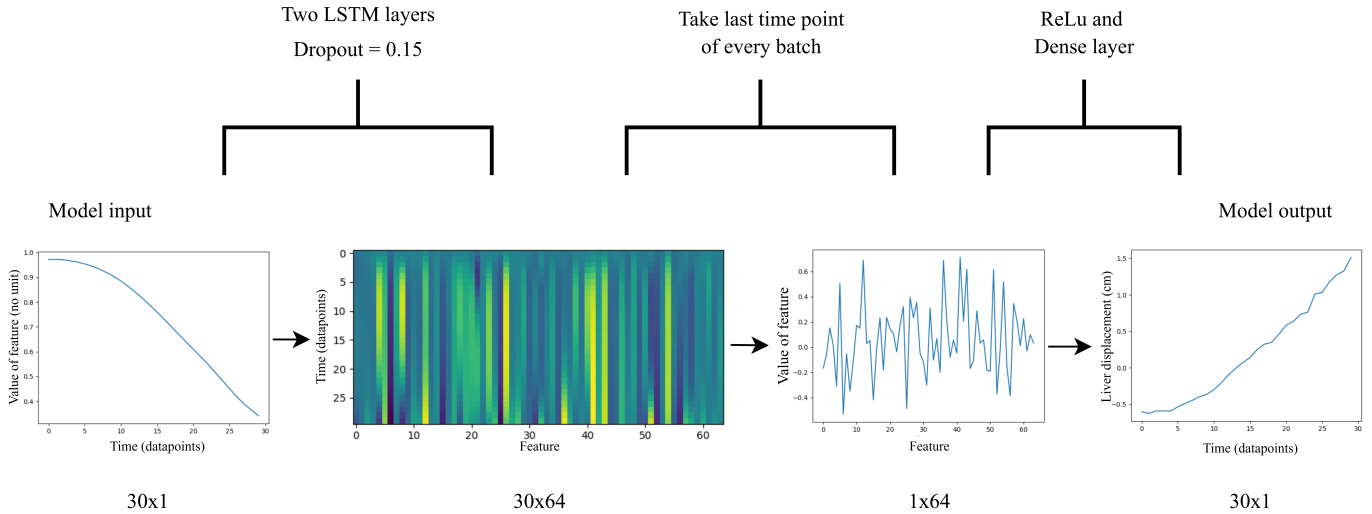 Two LSTM layers
Dropout = 0.15
Take last time point
of every batch
ReLu and
Dense layer
Model input
Model output
Value of feature (no unit)
1.0
0.9
0.8
0.7
0.6
0.5
0.4
0 5 10 15 20 25 30
Time (datapoints)
Time (datapoints)
0
5
10
15
20
25
0 10 20 30 40 50 60
Feature
Value of feature
0.6
0.4
0.2
0.0
−0.2
−0.4
0 10 20 30 40 50 60
Feature
Liver displacement (cm)
1.5
1.0
0.5
0.0
−0.5
0 5 10 15 20 25 30
Time (datapoints)
30x1
30x64
1x64
30x1